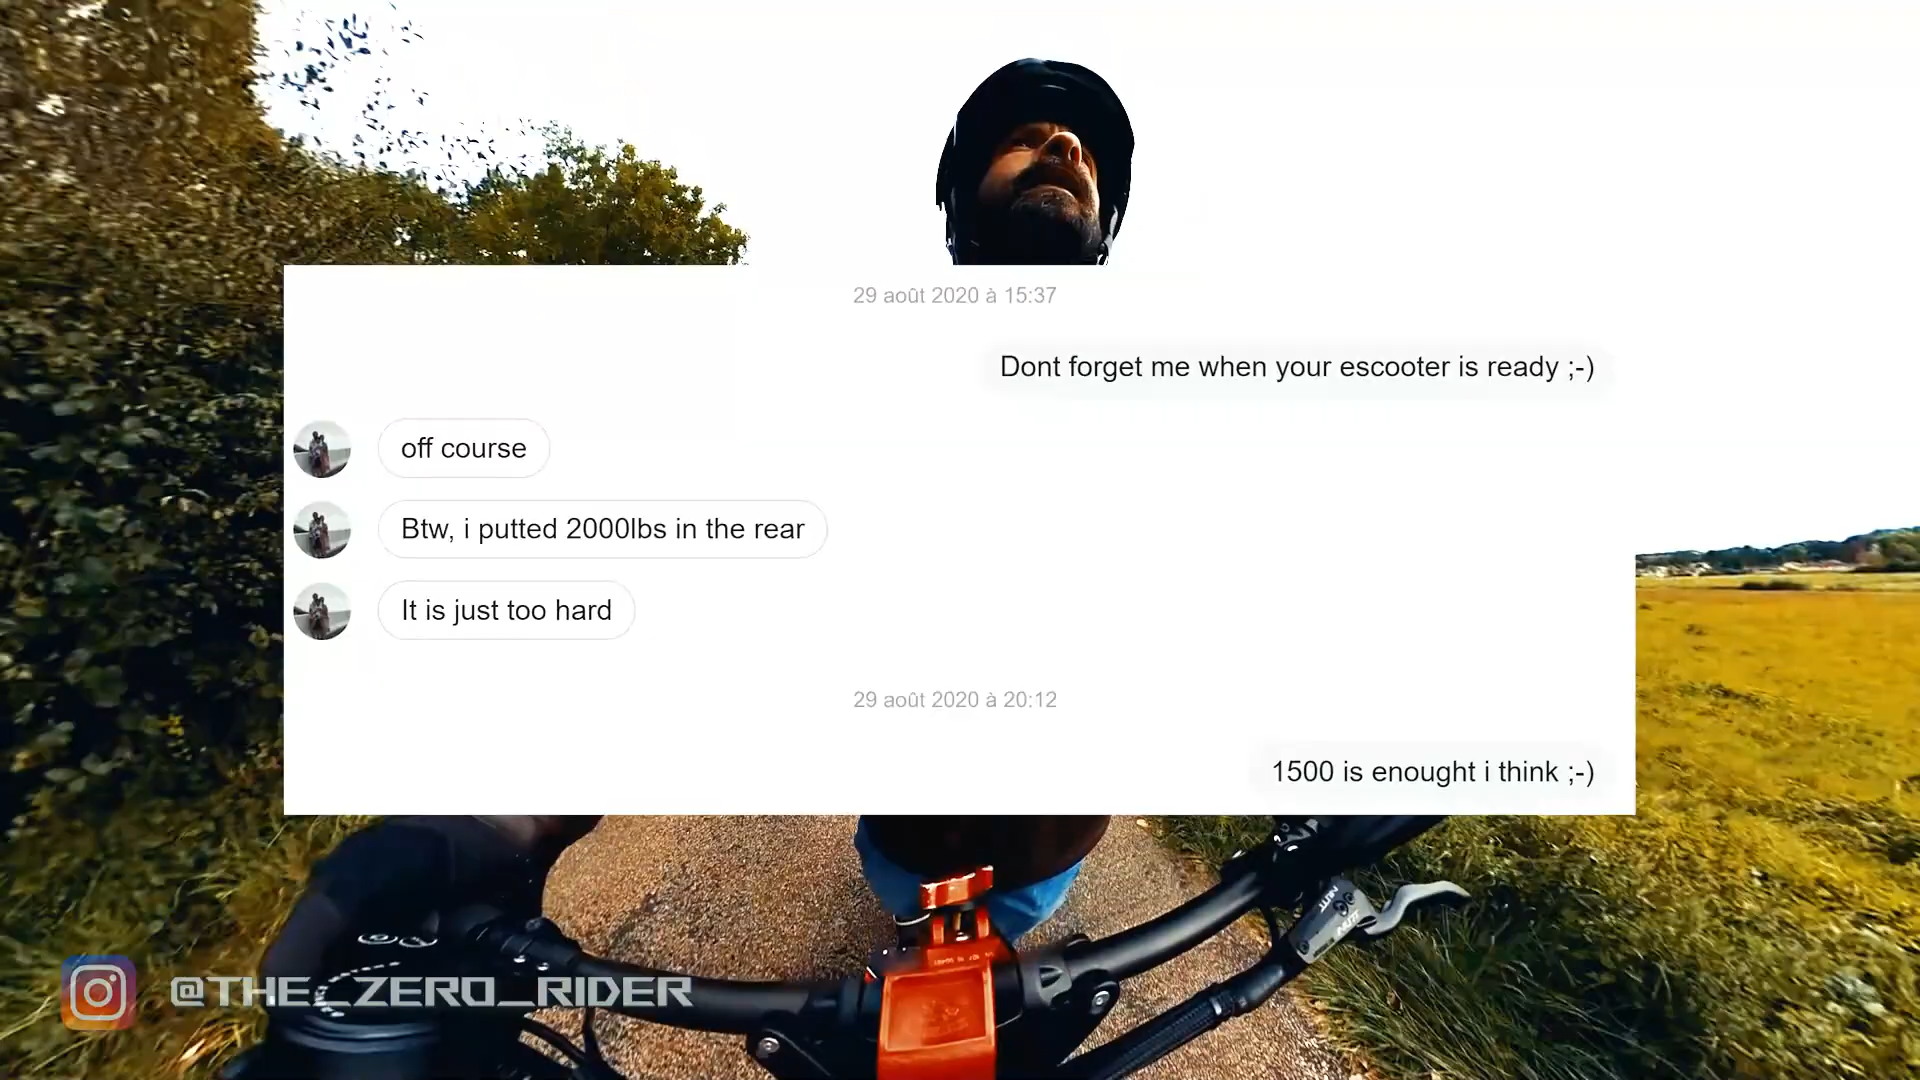 29 août 2020 à 15:37
Dont forget me when your escooter is ready ;-)
off course
Btw, i putted 2000lbs in the rear
It is just too hard
29 août 2020 à 20:12
1500 is enought i think ;-)
@THE_ZERO_RIDER